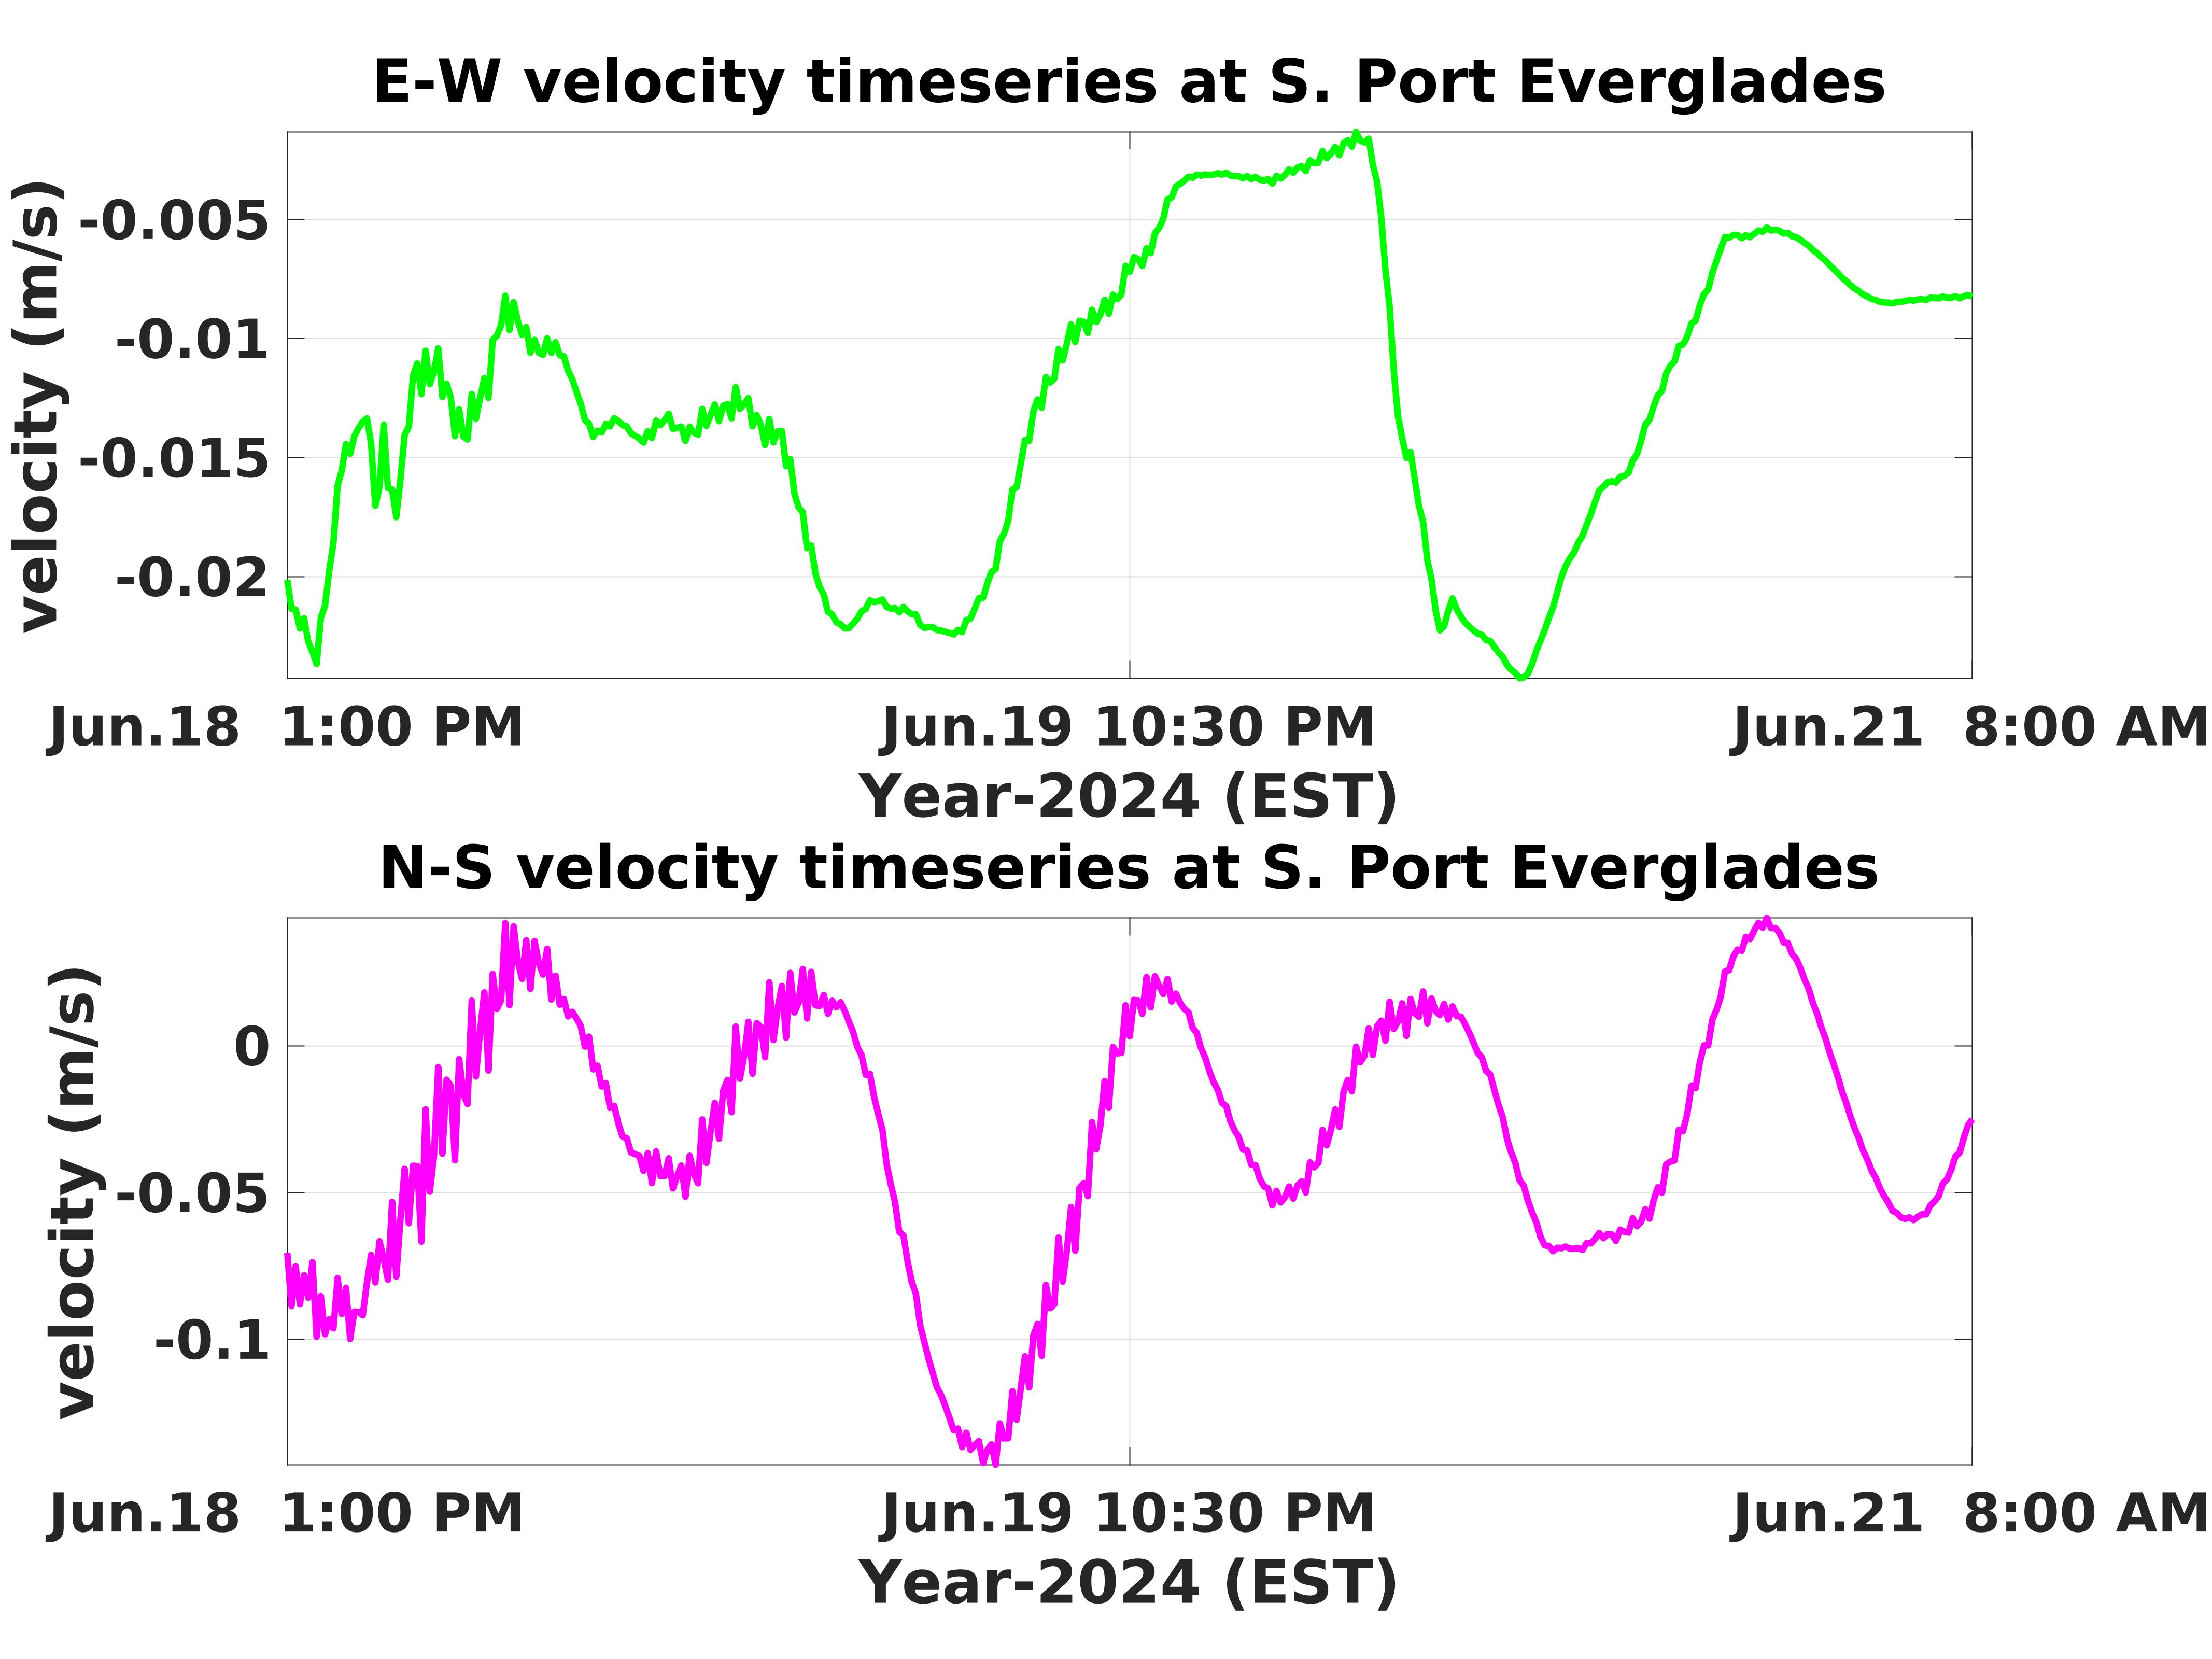 E-W velocity timeseries at S. Port Everglades
velocity (m/s)
-0.005
-0.01
-0.015
-0.02
Jun.18  1:00 PM
Jun.19 10:30 PM
Jun.21  8:00 AM
Year-2024 (EST)
N-S velocity timeseries at S. Port Everglades
velocity (m/s)
0
-0.05
-0.1
Jun.18  1:00 PM
Jun.19 10:30 PM
Jun.21  8:00 AM
Year-2024 (EST)